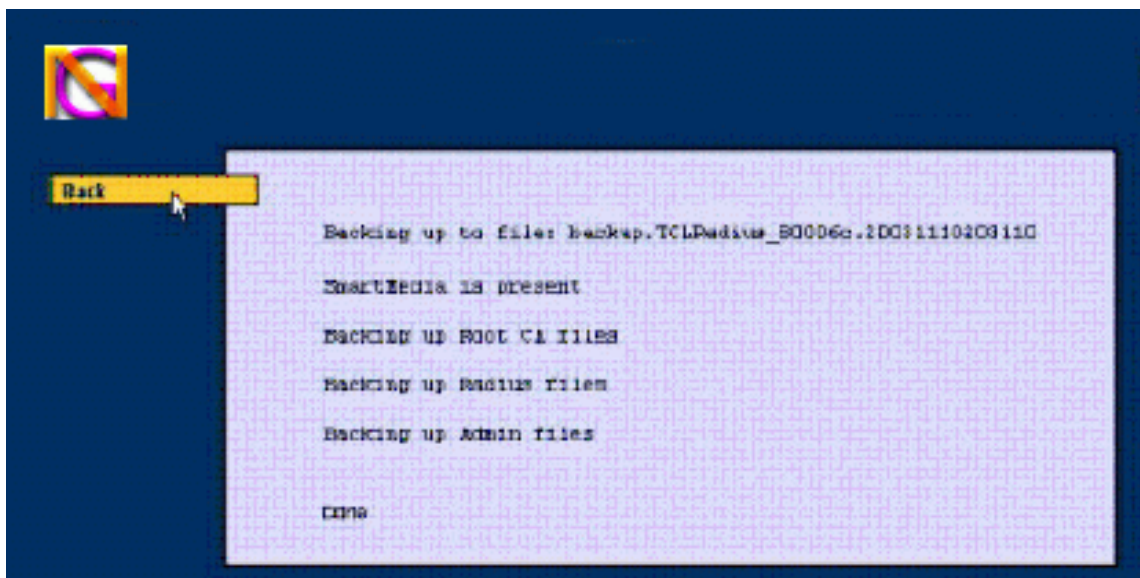 Back
Backing up to file:
SmartMedia is present
Backing up Root CA files
Backing up Radius files
Backing up Admin files
DONE